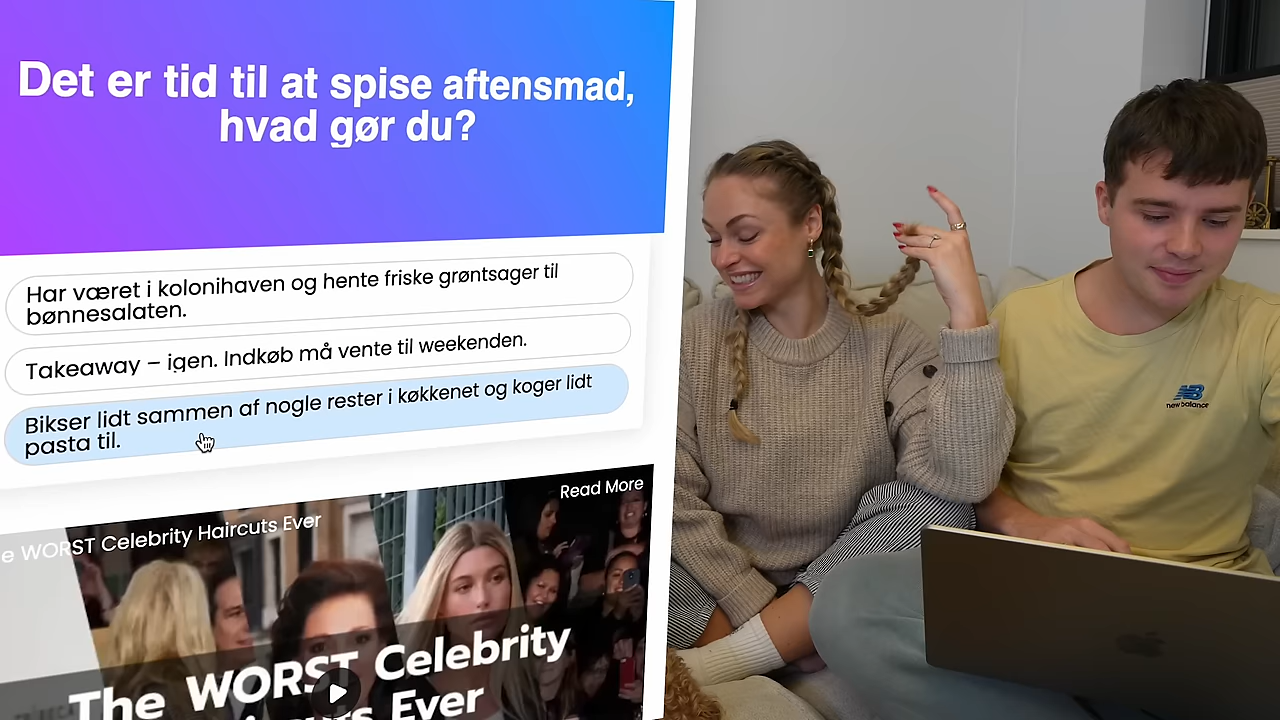 Det er tid til at spise aftensmad,
hvad gør du?
Har været i kolonihaven og hente friske grøntsager til
bønnesalaten.
Takeaway – igen. Indkøb må vente til weekenden.
Bikser lidt sammen af nogle rester i køkkenet og koger lidt
pasta til.
Read More
e WORST Celebrity Haircuts Ever
The WORST Celebrity
Ever
new balance